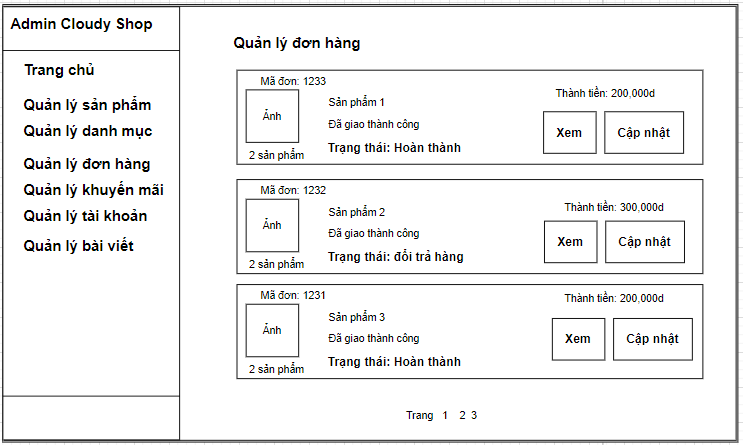 Admin Cloudy Shop
Trang chủ
Quản lý sản phẩm
Quản lý danh mục
Quản lý đơn hàng
Quản lý khuyến mãi
Quản lý tài khoản
Quản lý bài viết
Quản lý đơn hàng
Mã đơn: 1233
Ảnh
2 sản phẩm
Sản phẩm 1
Đã giao thành công
Trạng thái: Hoàn thành
Thành tiền: 200,000d
Xem
Cập nhật
Mã đơn: 1232
Ảnh
2 sản phẩm
Sản phẩm 2
Đã giao thành công
Trạng thái: đổi trả hàng
Thành tiền: 300,000d
Xem
Cập nhật
Mã đơn: 1231
Ảnh
2 sản phẩm
Sản phẩm 3
Đã giao thành công
Trạng thái: Hoàn thành
Thành tiền: 200,000d
Xem
Cập nhật
Trang 1 2 3